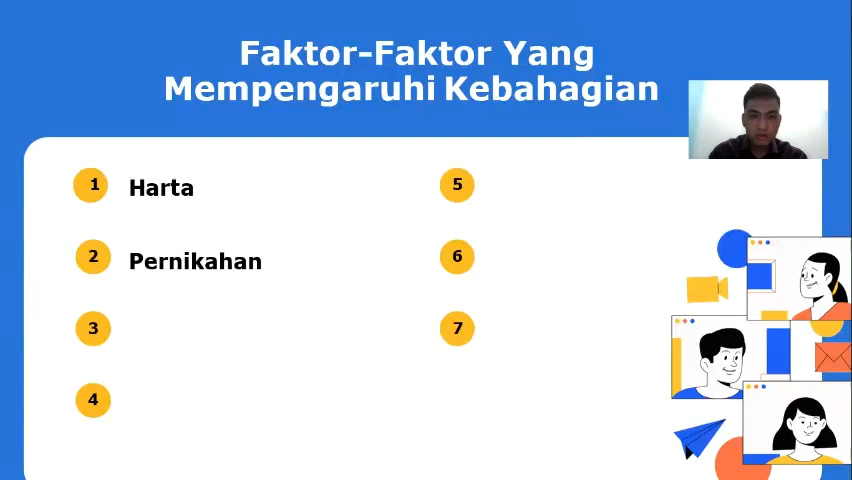 Faktor-Faktor Yang
Mempengaruhi Kebahagian
1 Harta
2 Pernikahan
3
4
5
6
7